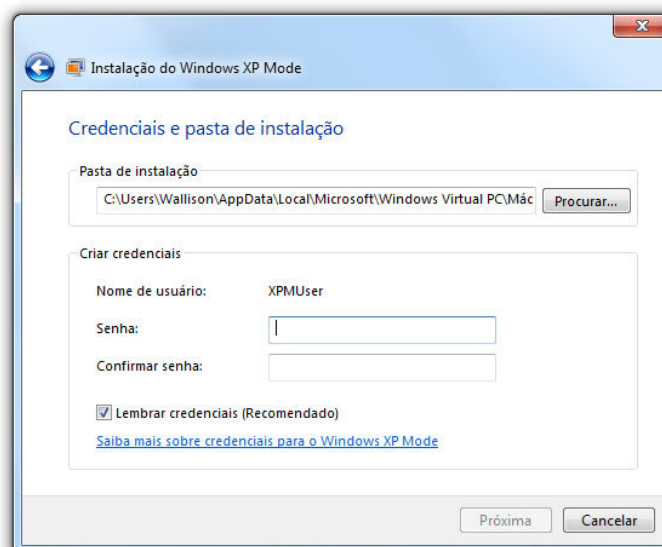 Instalação do Windows XP Mode
Credenciais e pasta de instalação
Pasta de instalação
C:\Users\Wallison\AppData\Local\Microsoft\Windows Virtual PC\Mác
Procurar...
Criar credenciais
Nome de usuário: XPMUser
Senha:
Confirmar senha:
Lembrar credenciais (Recomendado)
Saiba mais sobre credenciais para o Windows XP Mode
Próxima Cancelar